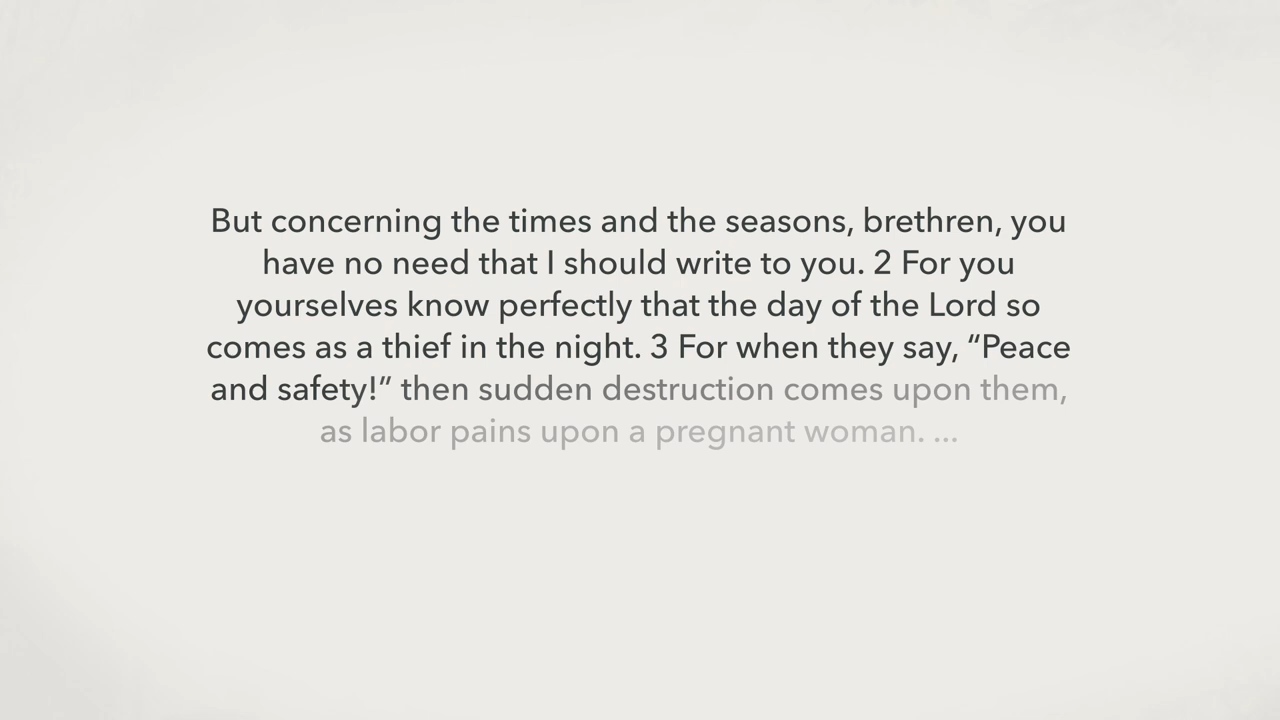 But concerning the times and the seasons, brethren, you
have no need that I should write to you. 2 For you
yourselves know perfectly that the day of the Lord so
comes as a thief in the night. 3 For when they say, “Peace
and safety!” then sudden destruction comes upon them,
as labor pains upon a pregnant woman. ...